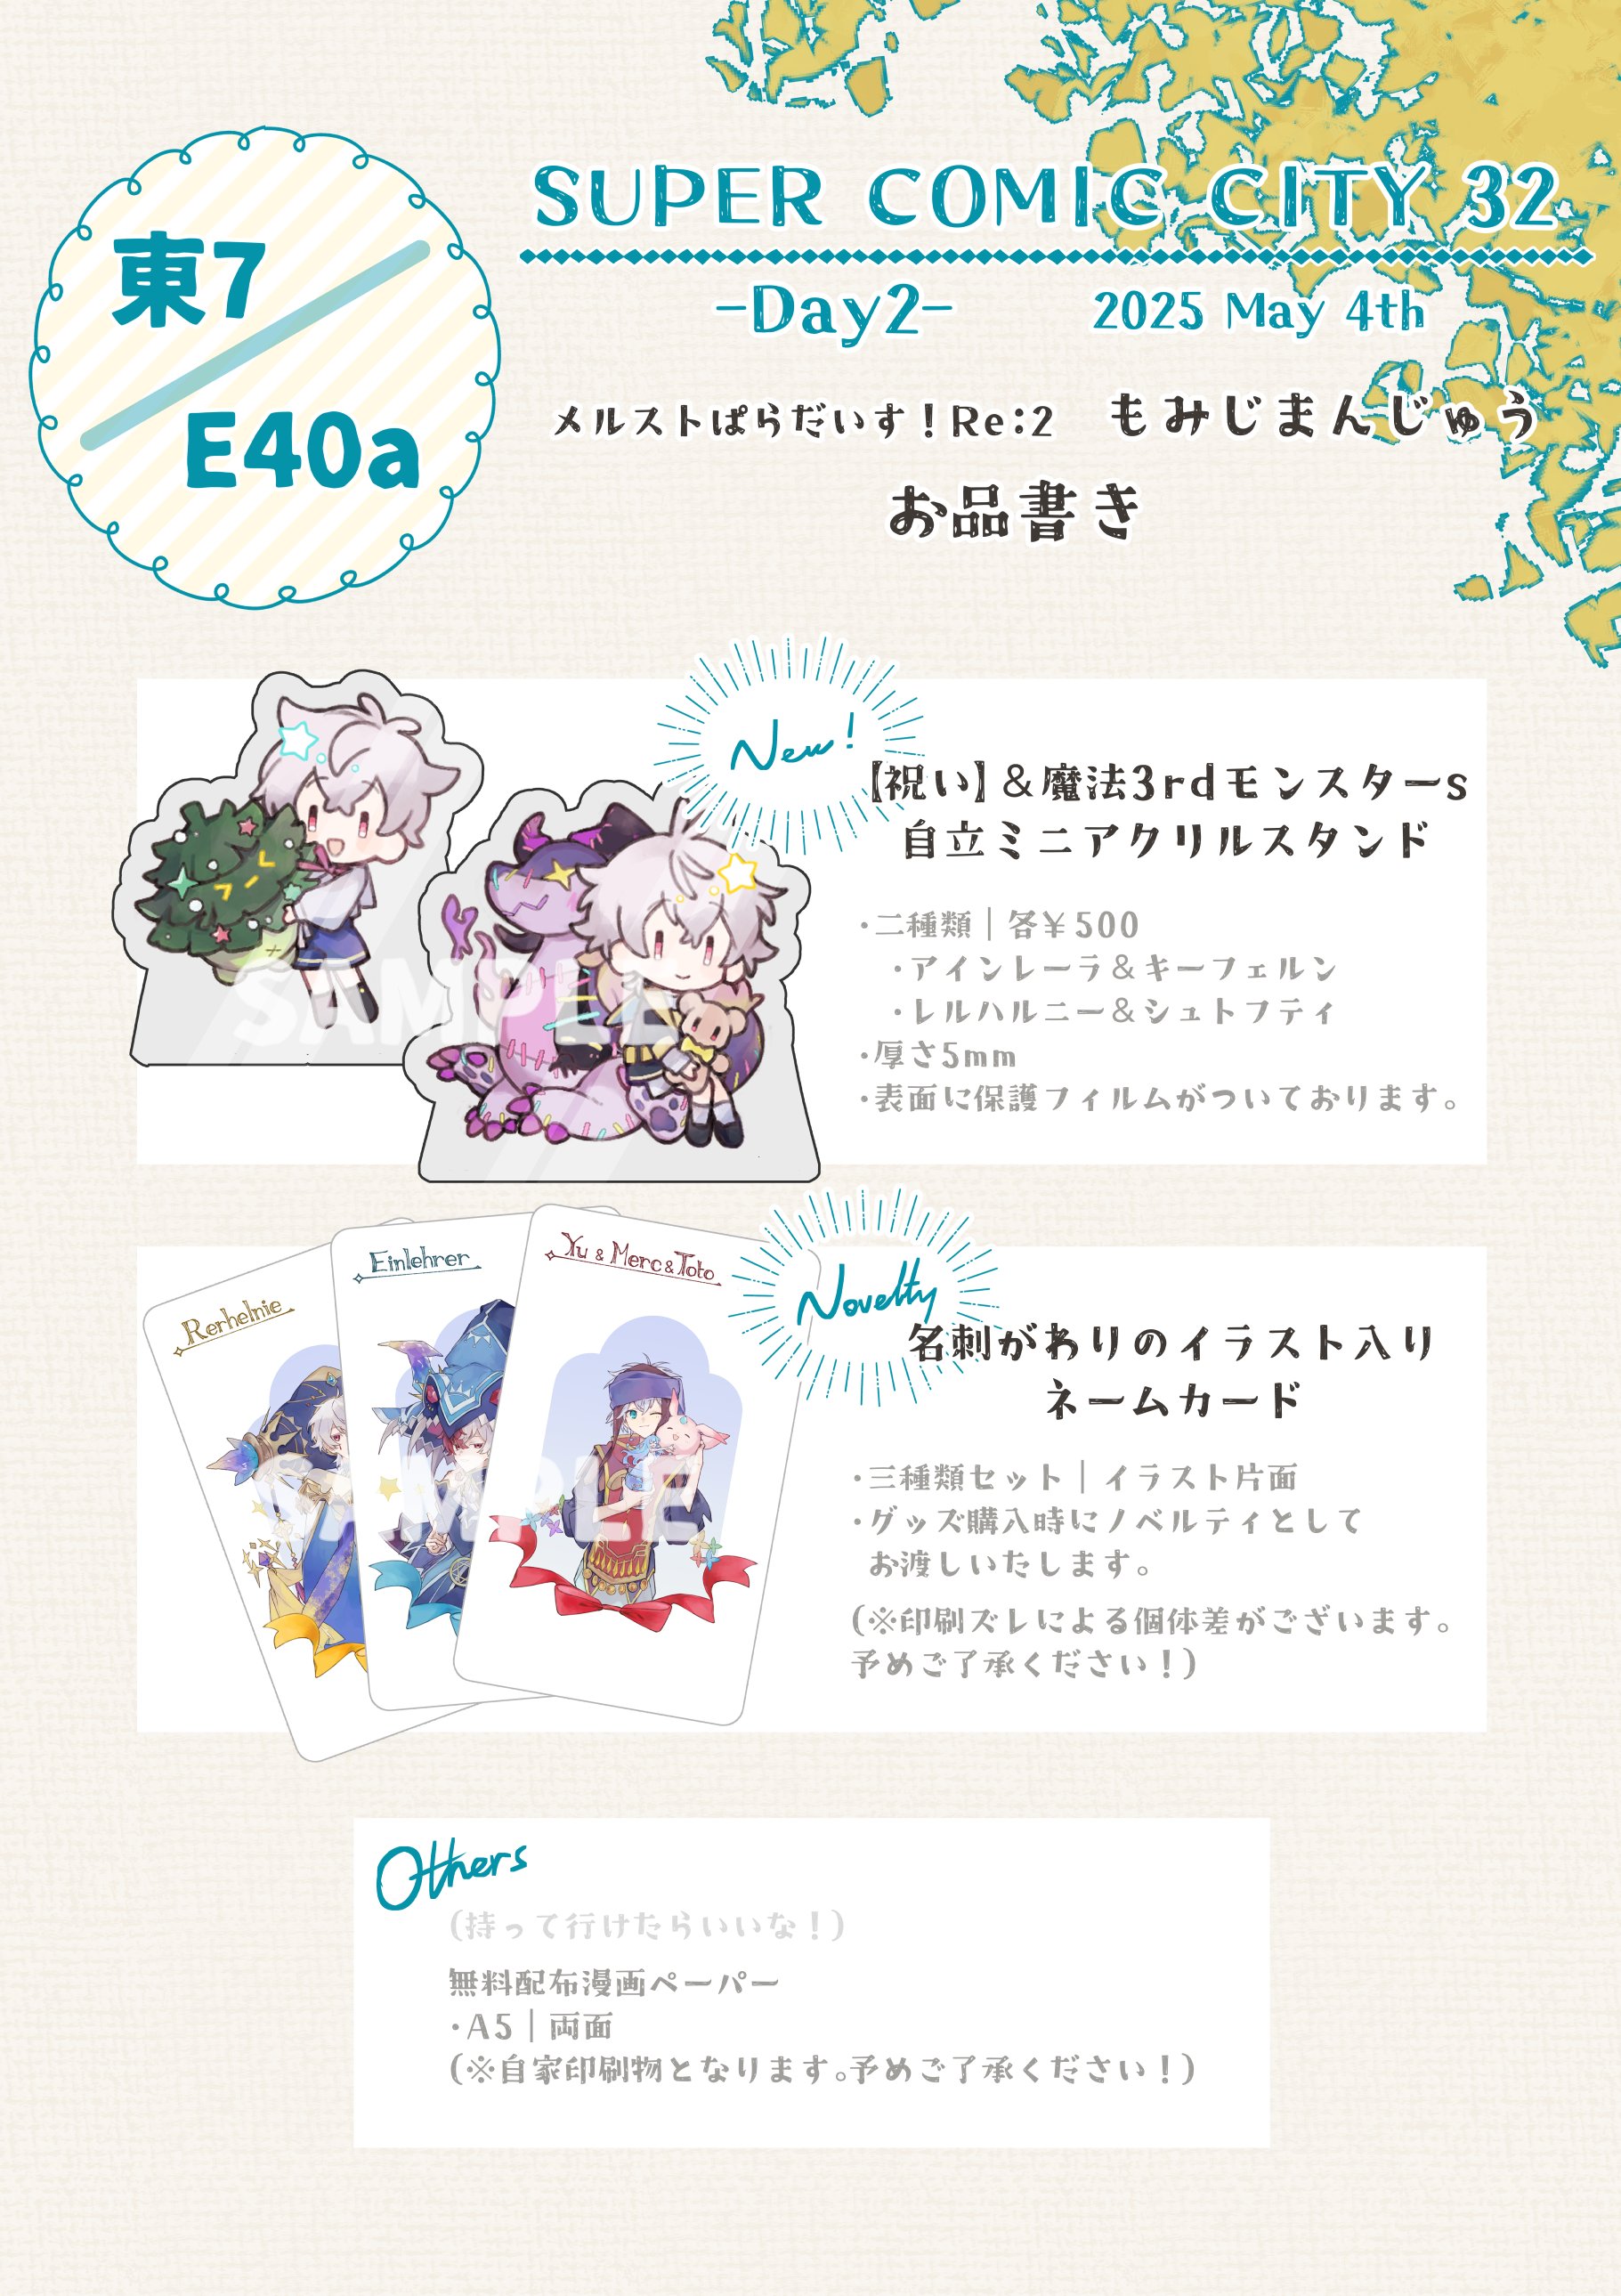 東7
E40a
SUPER COMIC CITY 32
-Day2- 2025 May 4th
メルストぱらだいす!Re:2 もみじまんじゅう
お品書き
New!
【祝い】&魔法3rdモンスターs
自立ミニアクリルスタンド
・二種類|各¥500
・アインレーラ&キーフェルン
・レルハルニー&シュトフティ
・厚さ5mm
・表面に保護フィルムがついております。
SAMPLE
Rerhelnie
Einlehrer
Yu & Merc & Toto
SAMPLE
Novelty
名刺がわりのイラスト入り
ネームカード
・三種類セット|イラスト片面
・グッズ購入時にノベルティとして
お渡しいたします。
(※印刷ズレによる個体差がございます。
予めご了承ください!)
Others
(持って行けたらいいな!)
無料配布漫画ペーパー
・A5|両面
(※自家印刷物となります。予めご了承ください!)